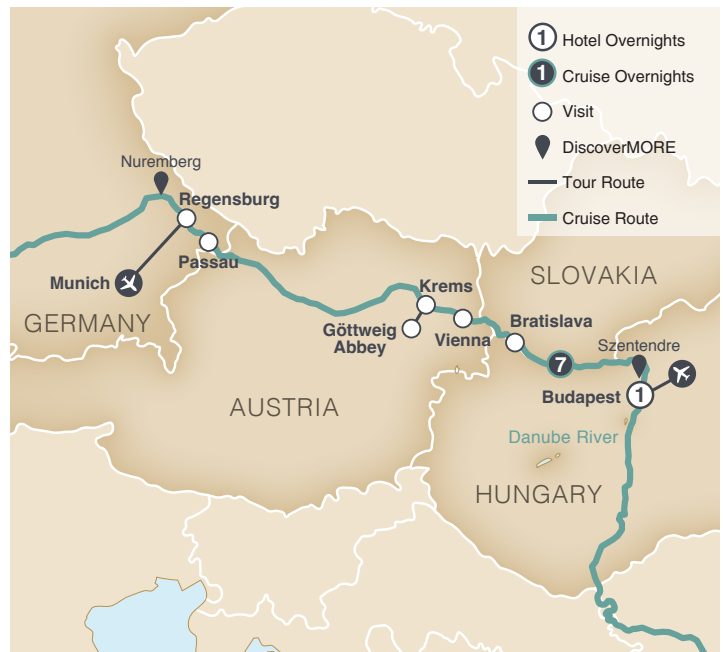 1 Hotel Overnights
1 Cruise Overnights
Visit
DiscoverMORE
Tour Route
Cruise Route
Nuremberg
Regensburg
Passau
Munich
GERMANY
Krems
Göttweig
Abbey
Vienna
AUSTRIA
SLOVAKIA
Bratislava
Szentendre
7
Budapest 1
Danube River
HUNGARY